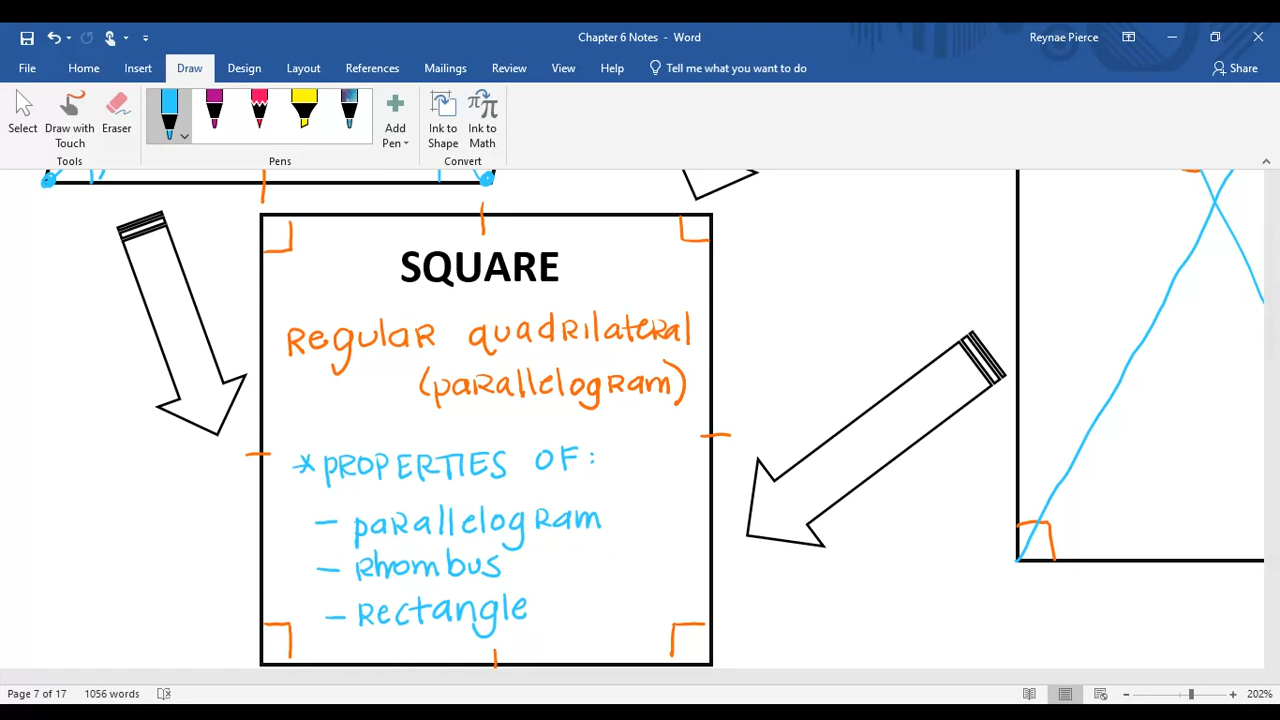 Chapter 6 Notes - Word
Reynae Pierce
File Home Insert Draw Design Layout References Mailings Review View Help Tell me what you want to do Share
Select
Draw with Touch
Eraser
Add Pen
Ink to Shape
Ink to Math
Tools Pens Convert
SQUARE
Regular quadrilateral
(parallelogram)
*PROPERTIES OF:
- parallelogram
- Rhombus
- Rectangle
Page 7 of 17 1056 words 202%